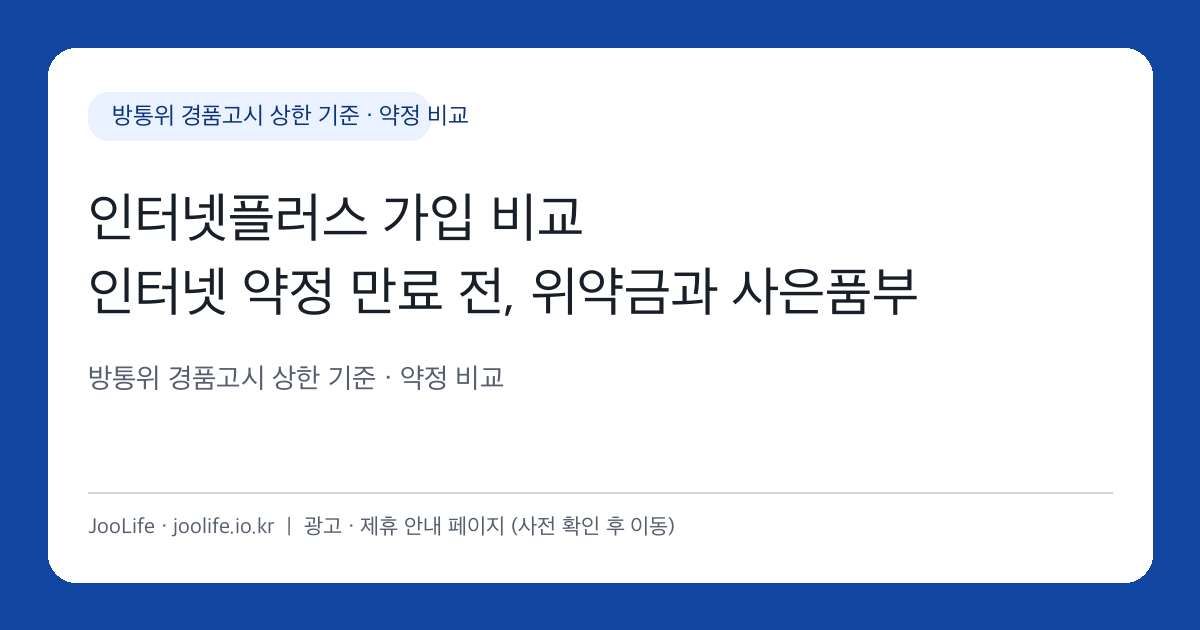 방통위 경품고시 상한 기준 · 약정 비교
인터넷플러스 가입 비교
인터넷 약정 만료 전, 위약금과 사은품부
방통위 경품고시 상한 기준 · 약정 비교
JooLife · joolife.io.kr | 광고 · 제휴 안내 페이지 (사전 확인 후 이동)